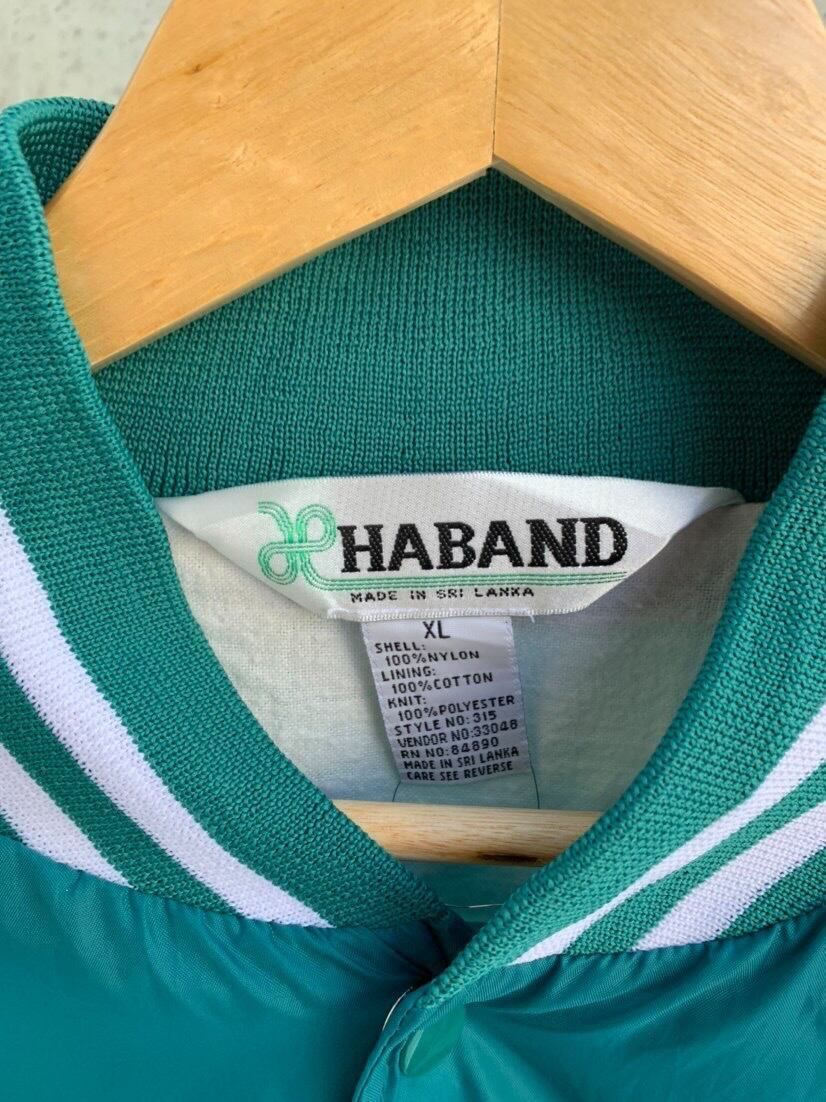 HABAND
MADE IN SRI LANKA
XL
SHELL:
100%NYLON
LINING:
100%COTTON
KNIT:
100%POLYESTER
STYLE NO:315
VENDOR NO:33048
RN NO:84890
MADE IN SRI LANKA
CARE SEE REVERSE